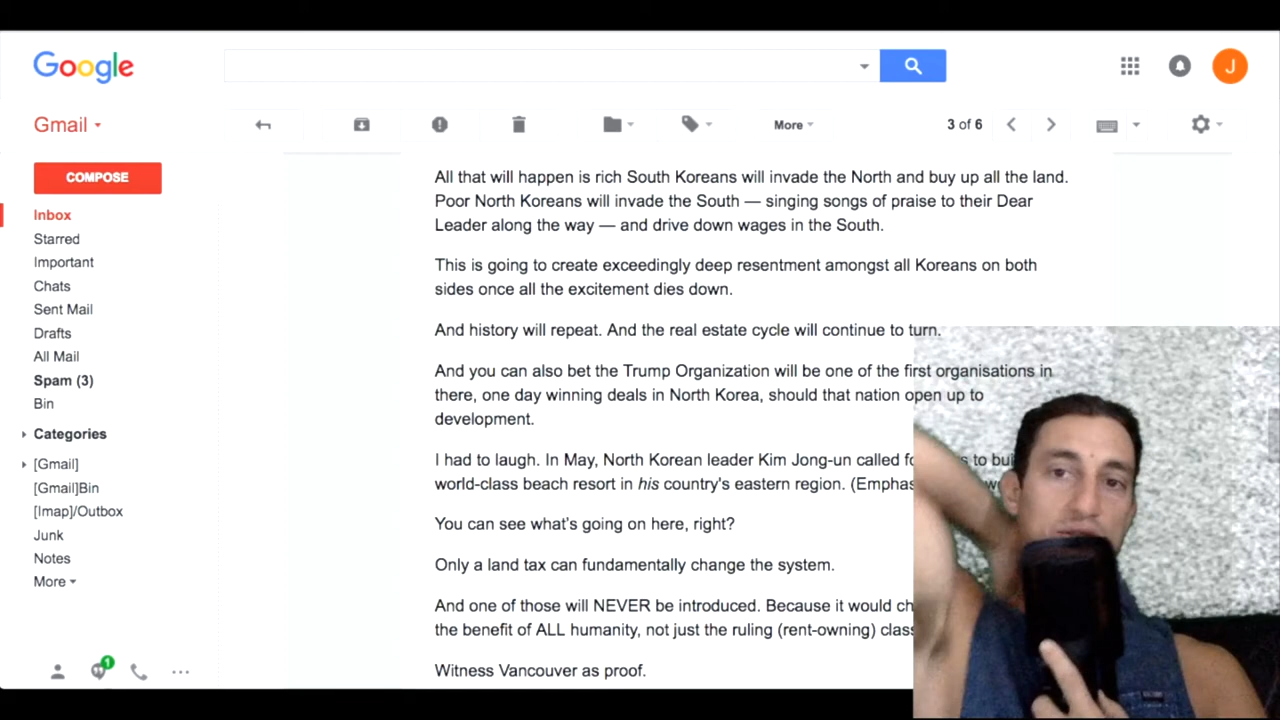 Google
J
Gmail
More
3 of 6
COMPOSE
Inbox
Starred
Important
Chats
Sent Mail
Drafts
All Mail
Spam (3)
Bin
Categories
[Gmail]
[Gmail]Bin
[Imap]/Outbox
Junk
Notes
More
1
All that will happen is rich South Koreans will invade the North and buy up all the land.
Poor North Koreans will invade the South — singing songs of praise to their Dear
Leader along the way — and drive down wages in the South.
This is going to create exceedingly deep resentment amongst all Koreans on both
sides once all the excitement dies down.
And history will repeat. And the real estate cycle will continue to turn.
And you can also bet the Trump Organization will be one of the first organisations in
there, one day winning deals in North Korea, should that nation open up to
development.
I had to laugh. In May, North Korean leader Kim Jong-un called to
world-class beach resort in his country's eastern region.
You can see what's going on here, right?
Only a land tax can fundamentally change the system.
And one of those will NEVER be introduced. Because it would
the benefit of ALL humanity, not just the ruling (rent-owning)
Witness Vancouver as proof.